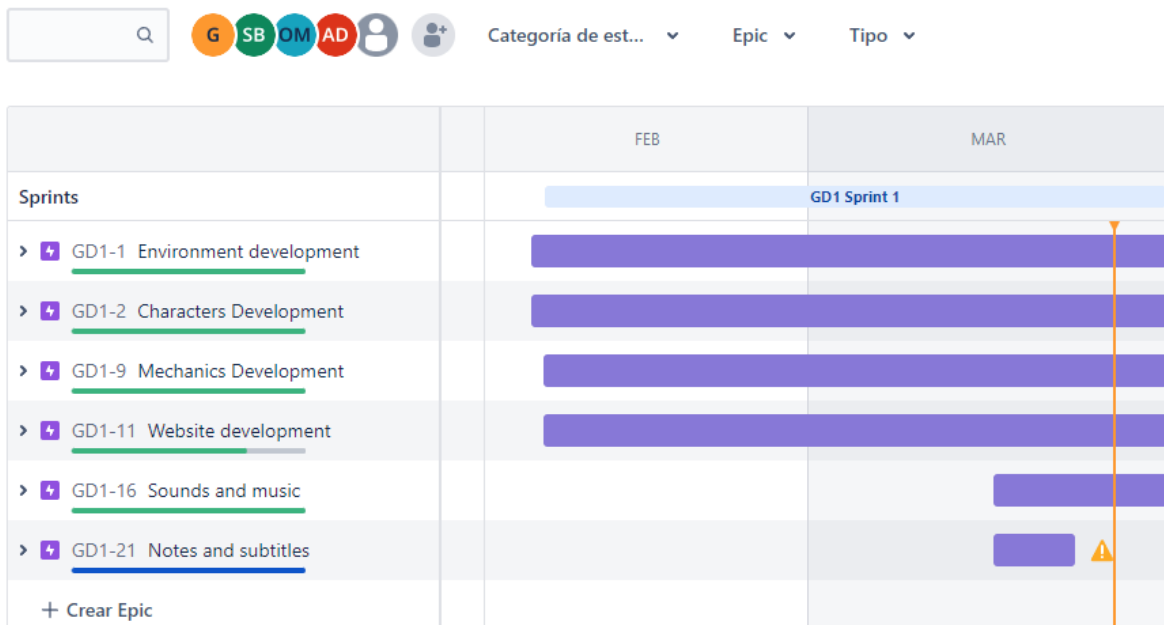 G SB OM AD Categoría de est... Epic Tipo
FEB MAR
Sprints GD1 Sprint 1
GD1-1 Environment development
GD1-2 Characters Development
GD1-9 Mechanics Development
GD1-11 Website development
GD1-16 Sounds and music
GD1-21 Notes and subtitles
+ Crear Epic